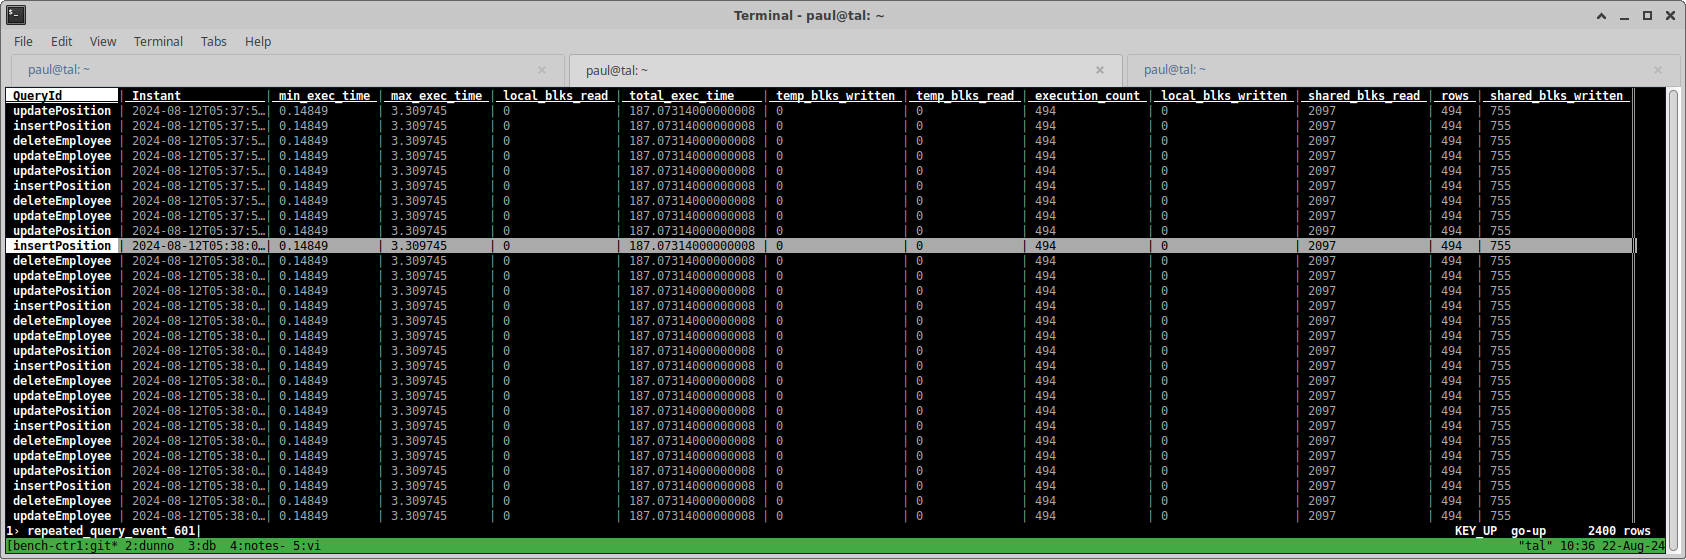 Terminal - paul@tal: ~
File Edit View Terminal Tabs Help
paul@tal: ~ paul@tal: ~ paul@tal: ~
QueryId | Instant | min_exec_time | max_exec_time | local_blks_read | total_exec_time | temp_blks_written | temp_blks_read | execution_count | local_blks_written | shared_blks_read | rows | shared_blks_written
updatePosition | 2024-08-12T05:37:5…| 0.14849 | 3.309745 | 0 | 187.07314000000008 | 0 | 0 | 494 | 0 | 2097 | 494 | 755
insertPosition | 2024-08-12T05:37:5…| 0.14849 | 3.309745 | 0 | 187.07314000000008 | 0 | 0 | 494 | 0 | 2097 | 494 | 755
deleteEmployee | 2024-08-12T05:37:5…| 0.14849 | 3.309745 | 0 | 187.07314000000008 | 0 | 0 | 494 | 0 | 2097 | 494 | 755
updateEmployee | 2024-08-12T05:37:5…| 0.14849 | 3.309745 | 0 | 187.07314000000008 | 0 | 0 | 494 | 0 | 2097 | 494 | 755
updatePosition | 2024-08-12T05:37:5…| 0.14849 | 3.309745 | 0 | 187.07314000000008 | 0 | 0 | 494 | 0 | 2097 | 494 | 755
insertPosition | 2024-08-12T05:37:5…| 0.14849 | 3.309745 | 0 | 187.07314000000008 | 0 | 0 | 494 | 0 | 2097 | 494 | 755
deleteEmployee | 2024-08-12T05:37:5…| 0.14849 | 3.309745 | 0 | 187.07314000000008 | 0 | 0 | 494 | 0 | 2097 | 494 | 755
updateEmployee | 2024-08-12T05:37:5…| 0.14849 | 3.309745 | 0 | 187.07314000000008 | 0 | 0 | 494 | 0 | 2097 | 494 | 755
updatePosition | 2024-08-12T05:37:5…| 0.14849 | 3.309745 | 0 | 187.07314000000008 | 0 | 0 | 494 | 0 | 2097 | 494 | 755
insertPosition | 2024-08-12T05:38:0…| 0.14849 | 3.309745 | 0 | 187.07314000000008 | 0 | 0 | 494 | 0 | 2097 | 494 | 755
deleteEmployee | 2024-08-12T05:38:0…| 0.14849 | 3.309745 | 0 | 187.07314000000008 | 0 | 0 | 494 | 0 | 2097 | 494 | 755
updateEmployee | 2024-08-12T05:38:0…| 0.14849 | 3.309745 | 0 | 187.07314000000008 | 0 | 0 | 494 | 0 | 2097 | 494 | 755
updatePosition | 2024-08-12T05:38:0…| 0.14849 | 3.309745 | 0 | 187.07314000000008 | 0 | 0 | 494 | 0 | 2097 | 494 | 755
insertPosition | 2024-08-12T05:38:0…| 0.14849 | 3.309745 | 0 | 187.07314000000008 | 0 | 0 | 494 | 0 | 2097 | 494 | 755
deleteEmployee | 2024-08-12T05:38:0…| 0.14849 | 3.309745 | 0 | 187.07314000000008 | 0 | 0 | 494 | 0 | 2097 | 494 | 755
updateEmployee | 2024-08-12T05:38:0…| 0.14849 | 3.309745 | 0 | 187.07314000000008 | 0 | 0 | 494 | 0 | 2097 | 494 | 755
updatePosition | 2024-08-12T05:38:0…| 0.14849 | 3.309745 | 0 | 187.07314000000008 | 0 | 0 | 494 | 0 | 2097 | 494 | 755
insertPosition | 2024-08-12T05:38:0…| 0.14849 | 3.309745 | 0 | 187.07314000000008 | 0 | 0 | 494 | 0 | 2097 | 494 | 755
deleteEmployee | 2024-08-12T05:38:0…| 0.14849 | 3.309745 | 0 | 187.07314000000008 | 0 | 0 | 494 | 0 | 2097 | 494 | 755
updateEmployee | 2024-08-12T05:38:0…| 0.14849 | 3.309745 | 0 | 187.07314000000008 | 0 | 0 | 494 | 0 | 2097 | 494 | 755
updatePosition | 2024-08-12T05:38:0…| 0.14849 | 3.309745 | 0 | 187.07314000000008 | 0 | 0 | 494 | 0 | 2097 | 494 | 755
insertPosition | 2024-08-12T05:38:0…| 0.14849 | 3.309745 | 0 | 187.07314000000008 | 0 | 0 | 494 | 0 | 2097 | 494 | 755
deleteEmployee | 2024-08-12T05:38:0…| 0.14849 | 3.309745 | 0 | 187.07314000000008 | 0 | 0 | 494 | 0 | 2097 | 494 | 755
updateEmployee | 2024-08-12T05:38:0…| 0.14849 | 3.309745 | 0 | 187.07314000000008 | 0 | 0 | 494 | 0 | 2097 | 494 | 755
updatePosition | 2024-08-12T05:38:0…| 0.14849 | 3.309745 | 0 | 187.07314000000008 | 0 | 0 | 494 | 0 | 2097 | 494 | 755
insertPosition | 2024-08-12T05:38:0…| 0.14849 | 3.309745 | 0 | 187.07314000000008 | 0 | 0 | 494 | 0 | 2097 | 494 | 755
deleteEmployee | 2024-08-12T05:38:0…| 0.14849 | 3.309745 | 0 | 187.07314000000008 | 0 | 0 | 494 | 0 | 2097 | 494 | 755
updateEmployee | 2024-08-12T05:38:0…| 0.14849 | 3.309745 | 0 | 187.07314000000008 | 0 | 0 | 494 | 0 | 2097 | 494 | 755
1› repeated_query_event_601| KEY_UP go-up 2400 rows
[bench-ctr1:git* 2:dunno 3:db 4:notes- 5:vi "tal" 10:36 22-Aug-24